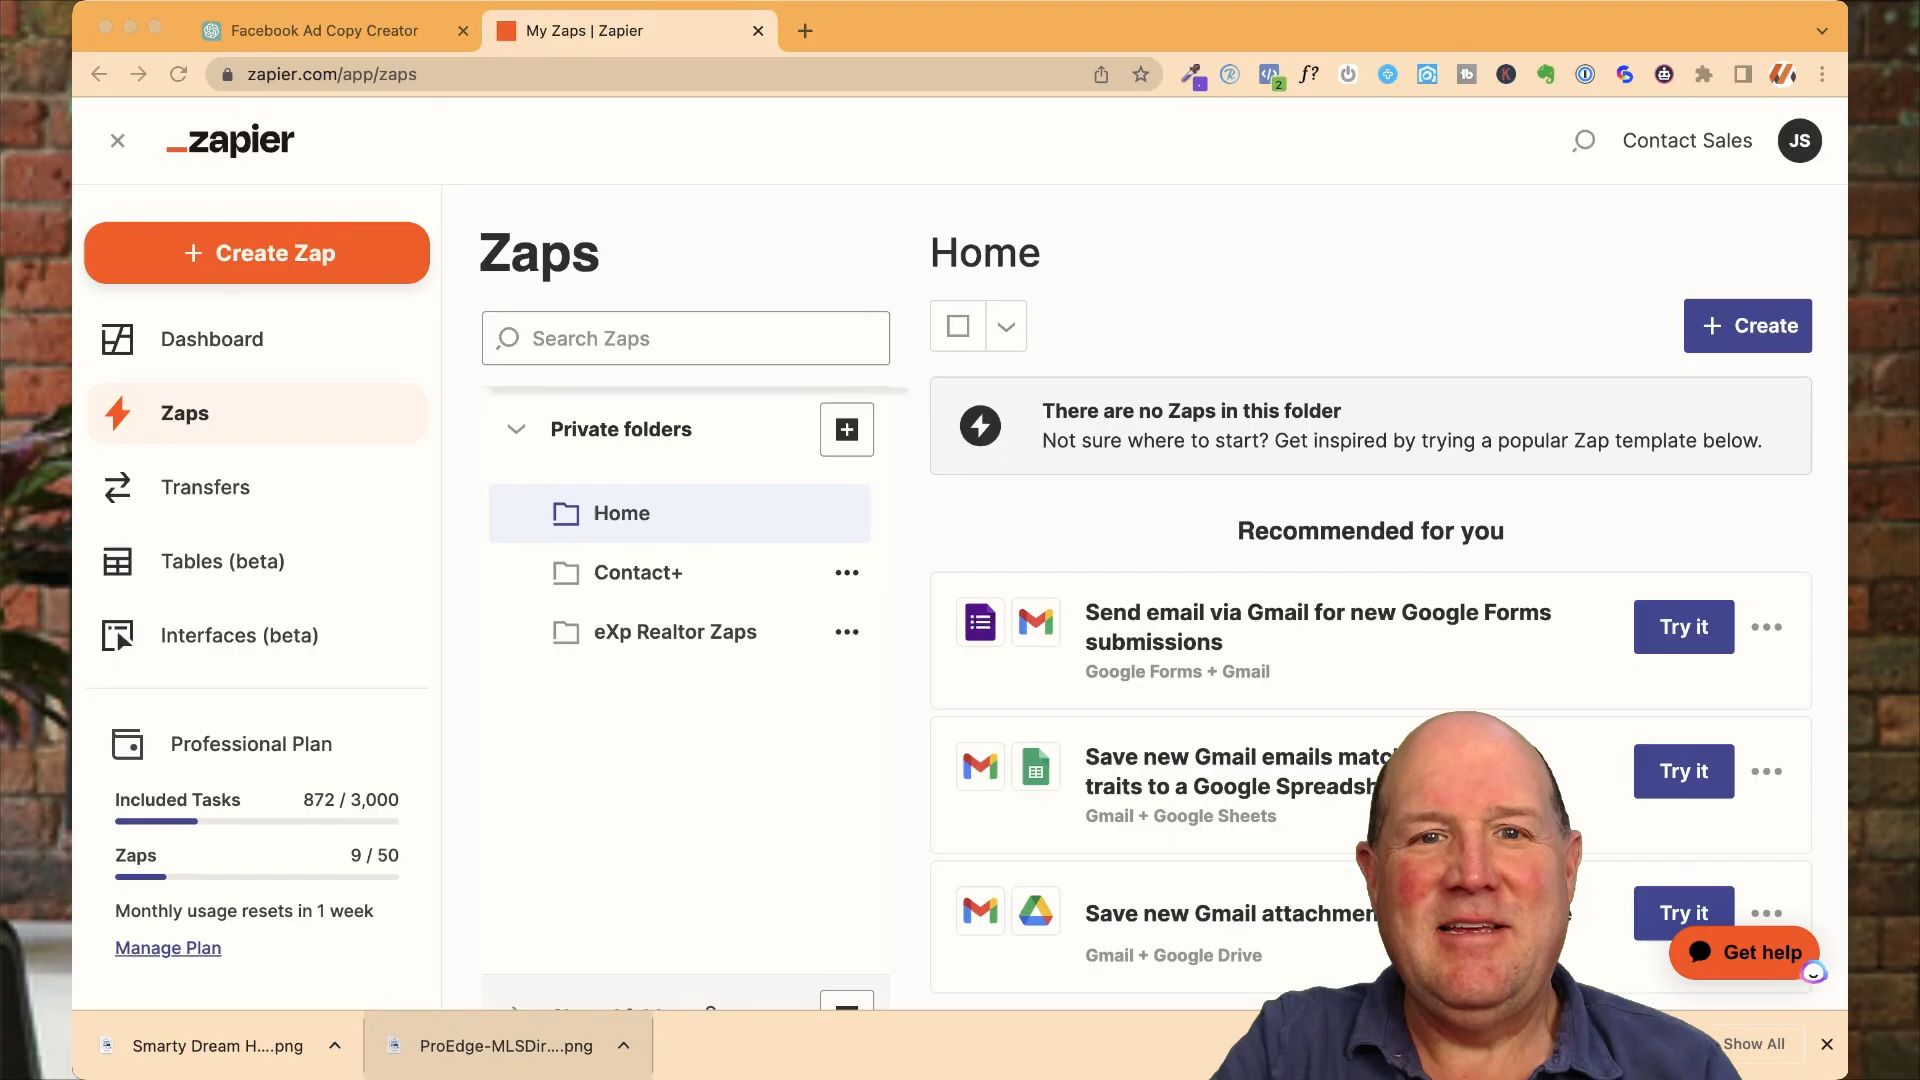 Facebook Ad Copy Creator
My Zaps | Zapier
zapier.com/app/zaps
f?
2
K
_zapier
Contact Sales
JS
+ Create Zap
Dashboard
Zaps
Transfers
Tables (beta)
Interfaces (beta)
Professional Plan
Included Tasks 872 / 3,000
Zaps 9 / 50
Monthly usage resets in 1 week
Manage Plan
Zaps
Search Zaps
Private folders
Home
Contact+
eXp Realtor Zaps
Home
+ Create
There are no Zaps in this folder
Not sure where to start? Get inspired by trying a popular Zap template below.
Recommended for you
Send email via Gmail for new Google Forms
submissions
Google Forms + Gmail
Try it
Save new Gmail emails
traits to a Google
Gmail + Google Sheets
Try it
Save new Gmail
Gmail + Google Drive
Try it
Get help
Smarty Dream H....png
ProEdge-MLSDir....png
Show All